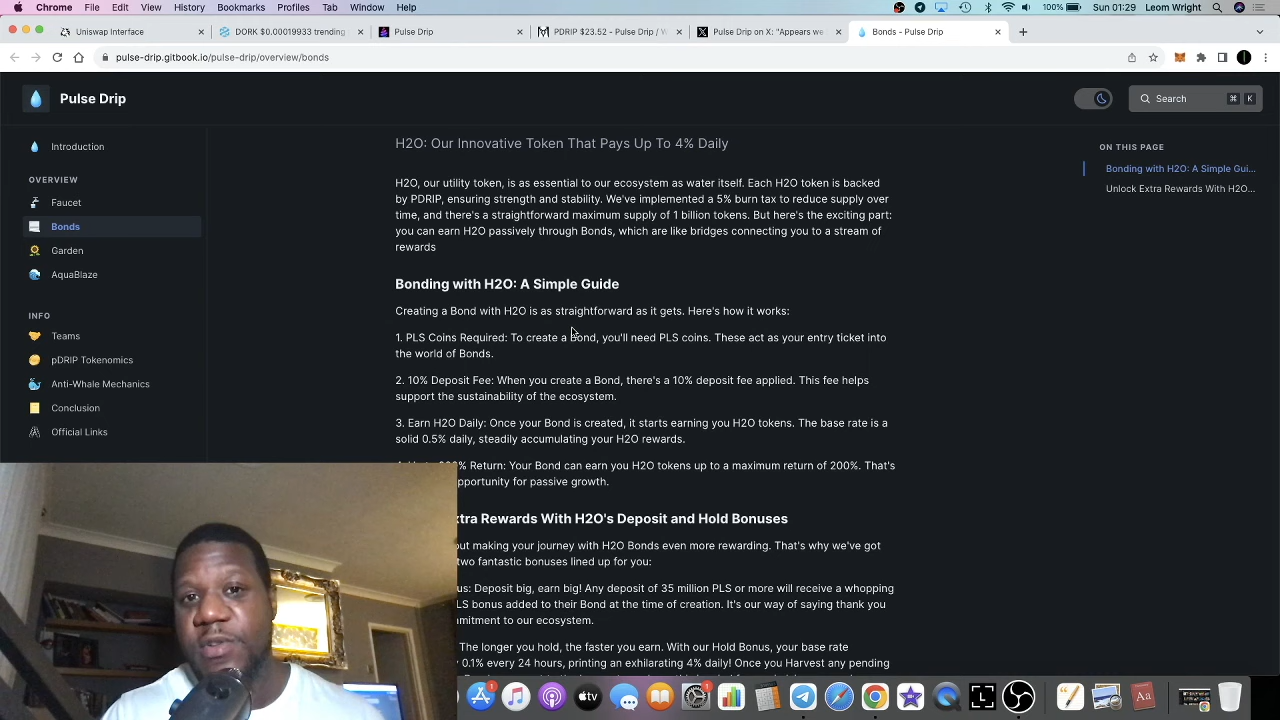 Chrome File Edit View History Bookmarks Profiles Tab Window Help 100% Sun 01:29 Leom Wright
Uniswap Interface
DORK $0.00019933 trending
Pulse Drip
PDRIP $23.52 - Pulse Drip / W
Pulse Drip on X: "Appears we
Bonds - Pulse Drip
pulse-drip.gitbook.io/pulse-drip/overview/bonds
Pulse Drip
Search ⌘ K
Introduction
OVERVIEW
Faucet
Bonds
Garden
AquaBlaze
INFO
Teams
pDRIP Tokenomics
Anti-Whale Mechanics
Conclusion
Official Links
H2O: Our Innovative Token That Pays Up To 4% Daily
H2O, our utility token, is as essential to our ecosystem as water itself. Each H2O token is backed
by PDRIP, ensuring strength and stability. We've implemented a 5% burn tax to reduce supply over
time, and there's a straightforward maximum supply of 1 billion tokens. But here's the exciting part:
you can earn H2O passively through Bonds, which are like bridges connecting you to a stream of
rewards
Bonding with H2O: A Simple Guide
Creating a Bond with H2O is as straightforward as it gets. Here's how it works:
1. PLS Coins Required: To create a Bond, you'll need PLS coins. These act as your entry ticket into
the world of Bonds.
2. 10% Deposit Fee: When you create a Bond, there's a 10% deposit fee applied. This fee helps
support the sustainability of the ecosystem.
3. Earn H2O Daily: Once your Bond is created, it starts earning you H2O tokens. The base rate is a
solid 0.5% daily, steadily accumulating your H2O rewards.
Return: Your Bond can earn you H2O tokens up to a maximum return of 200%. That's
opportunity for passive growth.
xtra Rewards With H2O's Deposit and Hold Bonuses
out making your journey with H2O Bonds even more rewarding. That's why we've got
two fantastic bonuses lined up for you:
us: Deposit big, earn big! Any deposit of 35 million PLS or more will receive a whopping
LS bonus added to their Bond at the time of creation. It's our way of saying thank you
mmitment to our ecosystem.
The longer you hold, the faster you earn. With our Hold Bonus, your base rate
0.1% every 24 hours, printing an exhilarating 4% daily! Once you Harvest any pending
ON THIS PAGE
Bonding with H2O: A Simple Gui...
Unlock Extra Rewards With H2O...